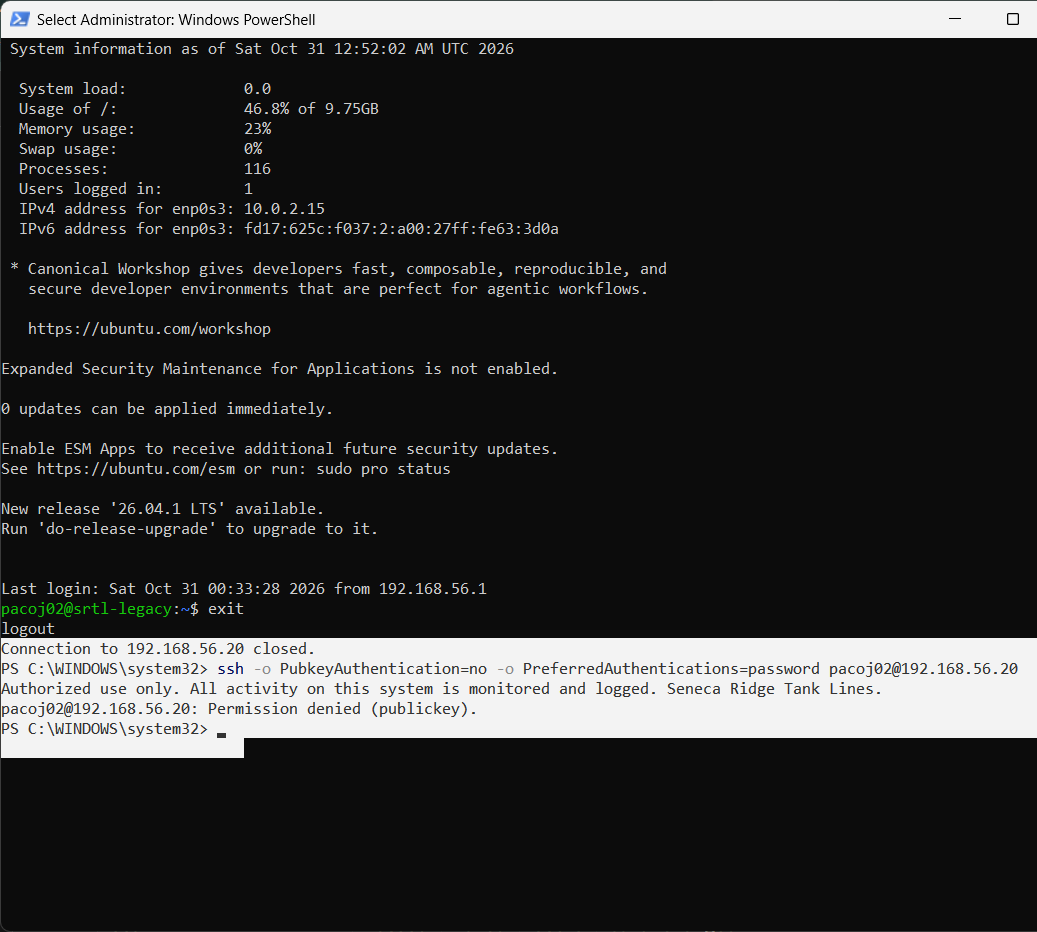 Select Administrator: Windows PowerShell
System information as of Sat Oct 31 12:52:02 AM UTC 2026
System load: 0.0
Usage of /: 46.8% of 9.75GB
Memory usage: 23%
Swap usage: 0%
Processes: 116
Users logged in: 1
IPv4 address for enp0s3: 10.0.2.15
IPv6 address for enp0s3: fd17:625c:f037:2:a00:27ff:fe63:3d0a
* Canonical Workshop gives developers fast, composable, reproducible, and
secure developer environments that are perfect for agentic workflows.
https://ubuntu.com/workshop
Expanded Security Maintenance for Applications is not enabled.
0 updates can be applied immediately.
Enable ESM Apps to receive additional future security updates.
See https://ubuntu.com/esm or run: sudo pro status
New release '26.04.1 LTS' available.
Run 'do-release-upgrade' to upgrade to it.
Last login: Sat Oct 31 00:33:28 2026 from 192.168.56.1
pacoj02@srtl-legacy:~$ exit
logout
Connection to 192.168.56.20 closed.
PS C:\WINDOWS\system32> ssh -o PubkeyAuthentication=no -o PreferredAuthentications=password pacoj02@192.168.56.20
Authorized use only. All activity on this system is monitored and logged. Seneca Ridge Tank Lines.
pacoj02@192.168.56.20: Permission denied (publickey).
PS C:\WINDOWS\system32>